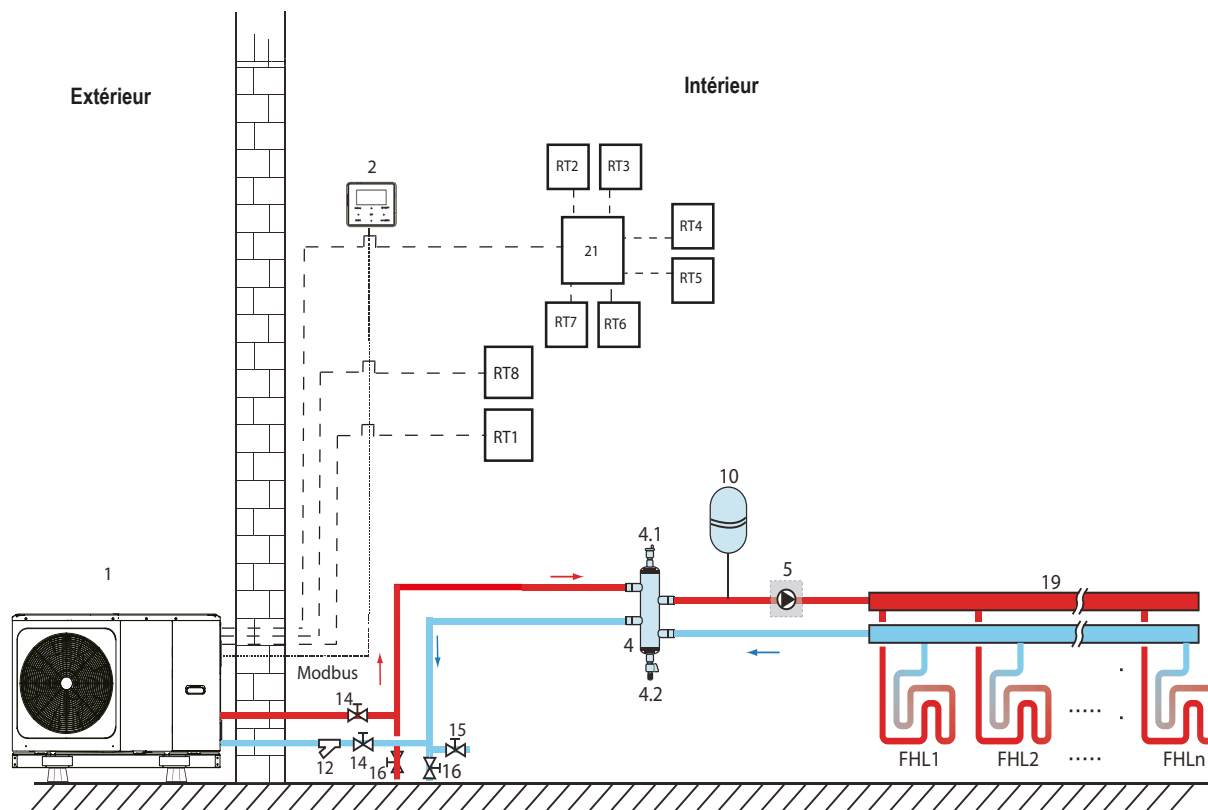 Extérieur
Intérieur
2
RT2
RT3
RT4
21
RT5
RT7
RT6
RT8
RT1
10
4.1
1
5
19
4
Modbus
4.2
14
15
12
14
16
16
FHL1
FHL2
.....
.
FHLn
.....
.